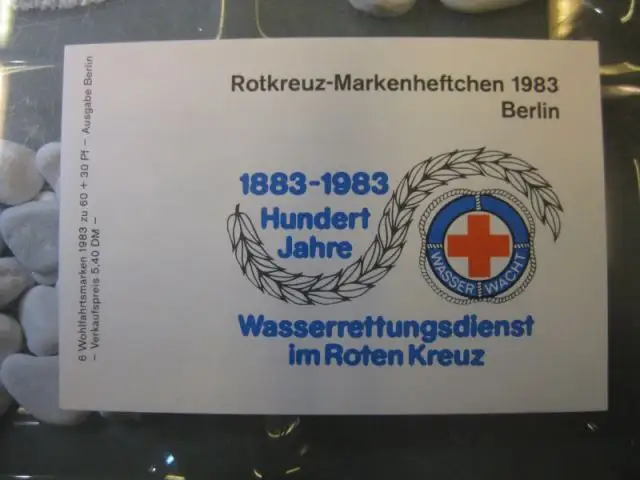 Rotkreuz-Markenheftchen 1983
Berlin
1883-1983
Hundert
Jahre
WASSER WACHT
Wasserrettungsdienst
im Roten Kreuz
6 Wohlfahrtsmarken 1983 zu 60 + 30 Pf – Ausgabe Berlin
– Verkaufspreis 5,40 DM –